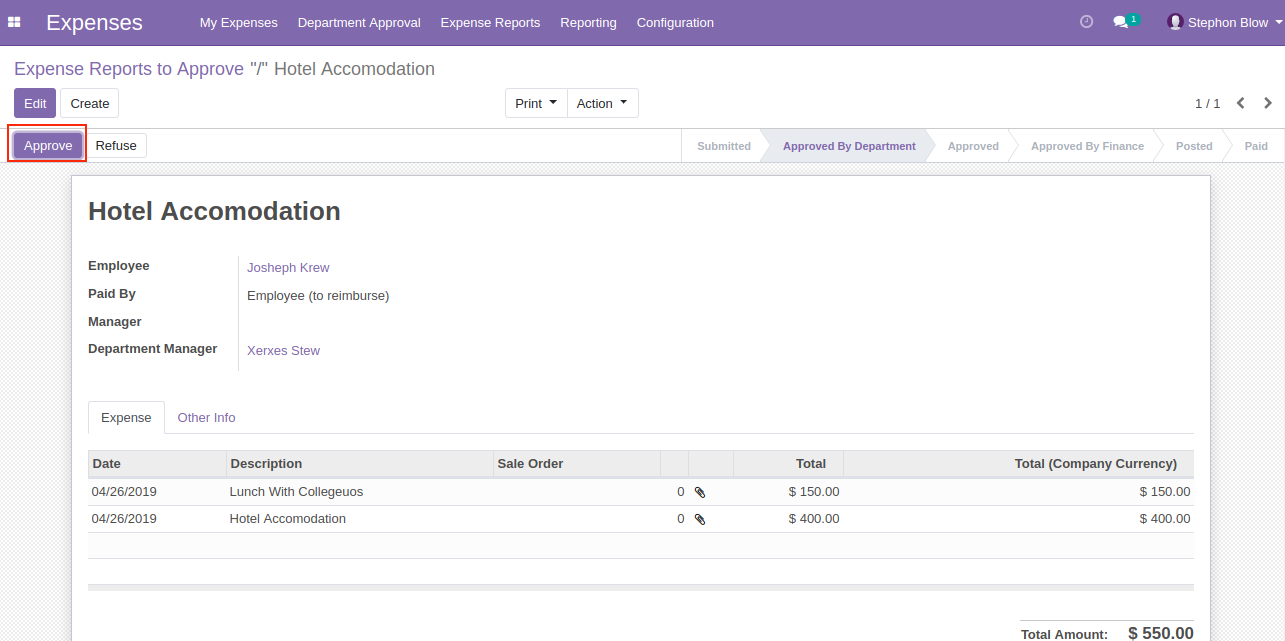 Expenses My Expenses Department Approval Expense Reports Reporting Configuration 1 Stephon Blow
Expense Reports to Approve "/" Hotel Accomodation
Edit Create Print Action 1 / 1
Approve Refuse Submitted Approved By Department Approved Approved By Finance Posted Paid
Hotel Accomodation
Employee Josheph Krew
Paid By Employee (to reimburse)
Manager
Department Manager Xerxes Stew
Expense Other Info
Date Description Sale Order Total Total (Company Currency)
04/26/2019 Lunch With Collegeuos 0 $ 150.00 $ 150.00
04/26/2019 Hotel Accomodation 0 $ 400.00 $ 400.00
Total Amount: $ 550.00